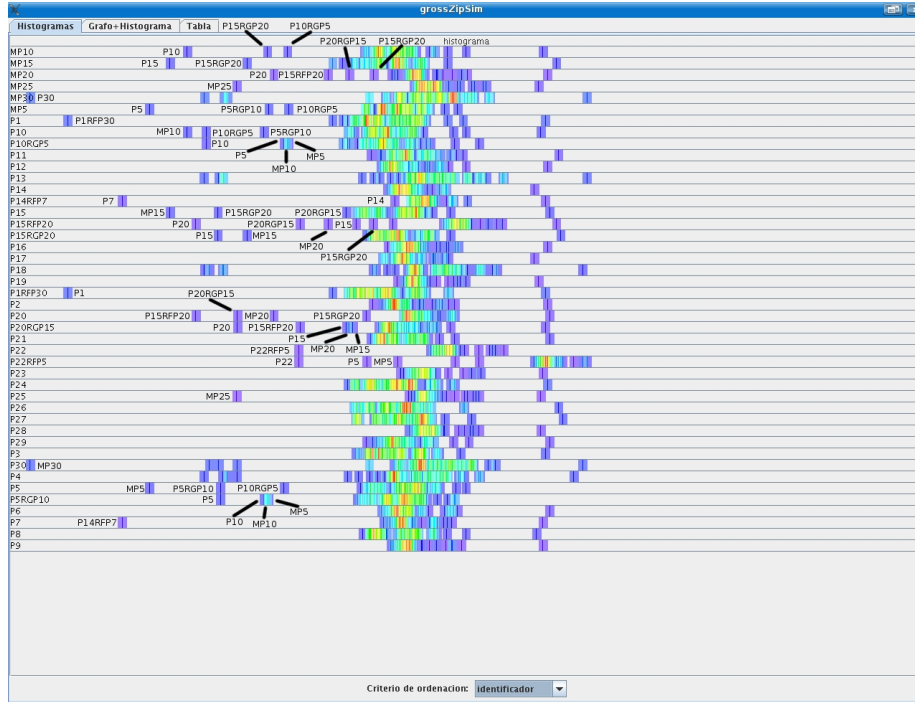 grossZipSim
Histogramas Grafo+Histograma Tabla P15RGP20 P10RGP5
P20RGP15 P15RGP20 histograma
MP10 P10
MP15 P15 P15RGP20
MP20 P20 P15RFP20
MP25 MP25
MP30 P30
MP5 P5 P5RGP10 P10RGP5
P1 P1RFP30
P10 MP10 P10RGP5 P5RGP10
P10RGP5 P10
P11 P5 MP5
P12 MP10
P13
P14
P14RFP7 P7 P14
P15 MP15 P15RGP20 P20RGP15
P15RFP20 P20 P20RGP15 P15
P15RGP20 P15 MP15
P16 MP20
P17 P15RGP20
P18
P19
P1RFP30 P1 P20RGP15
P2
P20 P15RFP20 MP20 P15RGP20
P20RGP15 P20 P15RFP20
P21 P15
P22 P22RFP5 MP20 MP15
P22RFP5 P22 P5 MP5
P23
P24
P25 MP25
P26
P27
P28
P29
P3
P30 MP30
P4
P5 MP5 P5RGP10 P10RGP5
P5RGP10 P5
P6 MP5
P7 P14RFP7 P10 MP10
P8
P9
Criterio de ordenacion: identificador